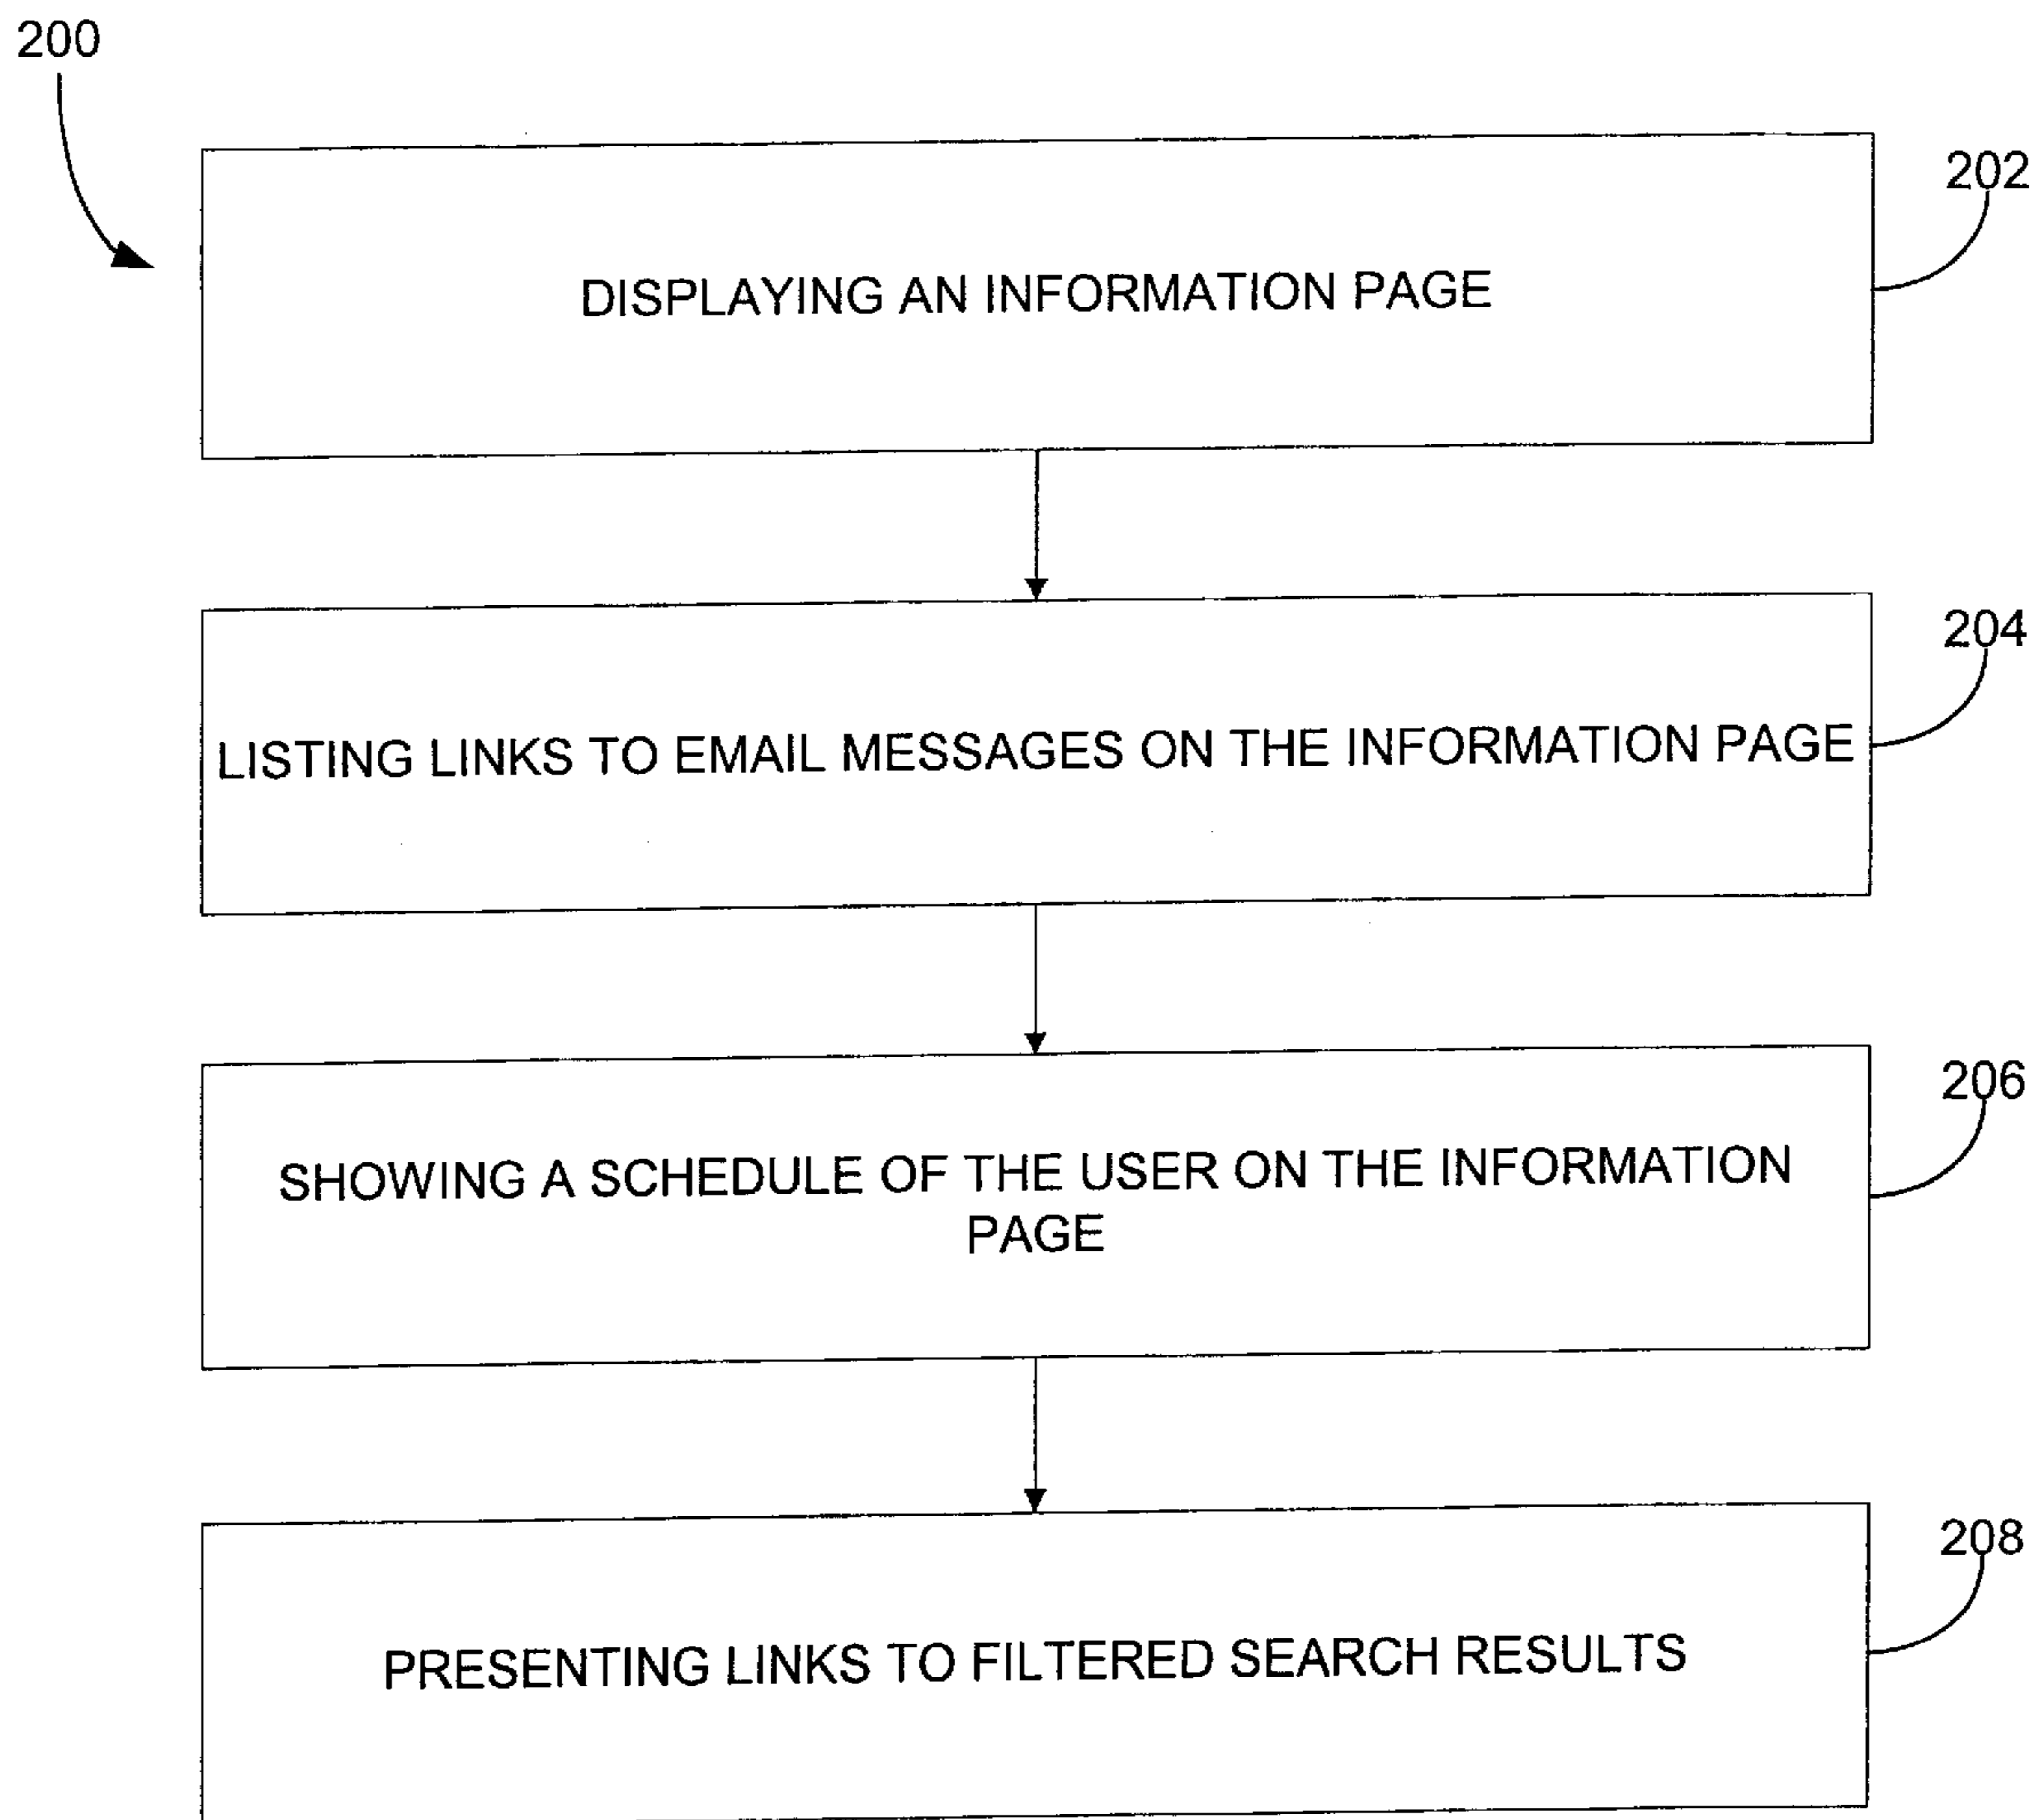 200
202
DISPLAYING AN INFORMATION PAGE
204
LISTING LINKS TO EMAIL MESSAGES ON THE INFORMATION PAGE
206
SHOWING A SCHEDULE OF THE USER ON THE INFORMATION
PAGE
208
PRESENTING LINKS TO FILTERED SEARCH RESULTS